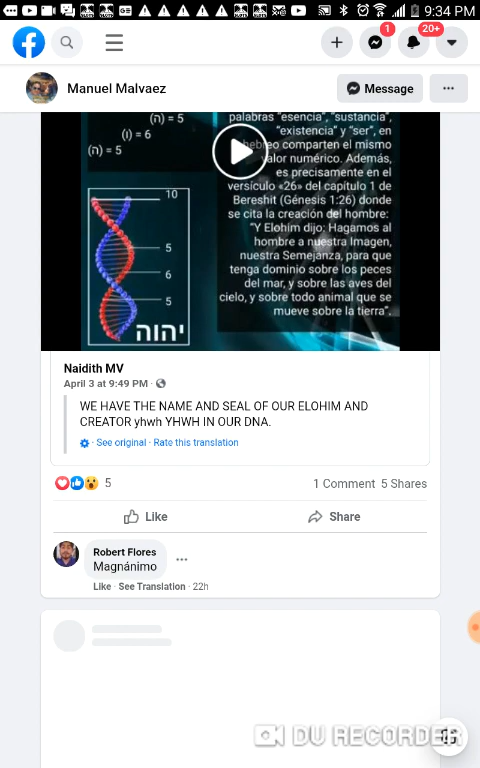 20+ 9:34 PM
1
20+
Manuel Malvaez
Message
(ה) = 5
(ו) = 6
(ה) = 5
palabras "esencia", "sustancia",
"existencia" y "ser", en
hebreo comparten el mismo
valor numérico. Además,
es precisamente en el
versículo «26» del capítulo 1 de
Bereshit (Génesis 1:26) donde
se cita la creación del hombre:
"Y Elohim dijo: Hagamos al
hombre a nuestra Imagen,
nuestra Semejanza, para que
tenga dominio sobre los peces
del mar, y sobre las aves del
cielo, y sobre todo animal que se
mueve sobre la tierra".
10
5
6
5
יהוה
Naidith MV
April 3 at 9:49 PM ·
WE HAVE THE NAME AND SEAL OF OUR ELOHIM AND
CREATOR yhwh YHWH IN OUR DNA.
· See original · Rate this translation
5
1 Comment 5 Shares
Like
Share
Robert Flores
Magnánimo
Like · See Translation · 22h
DU RECORDER